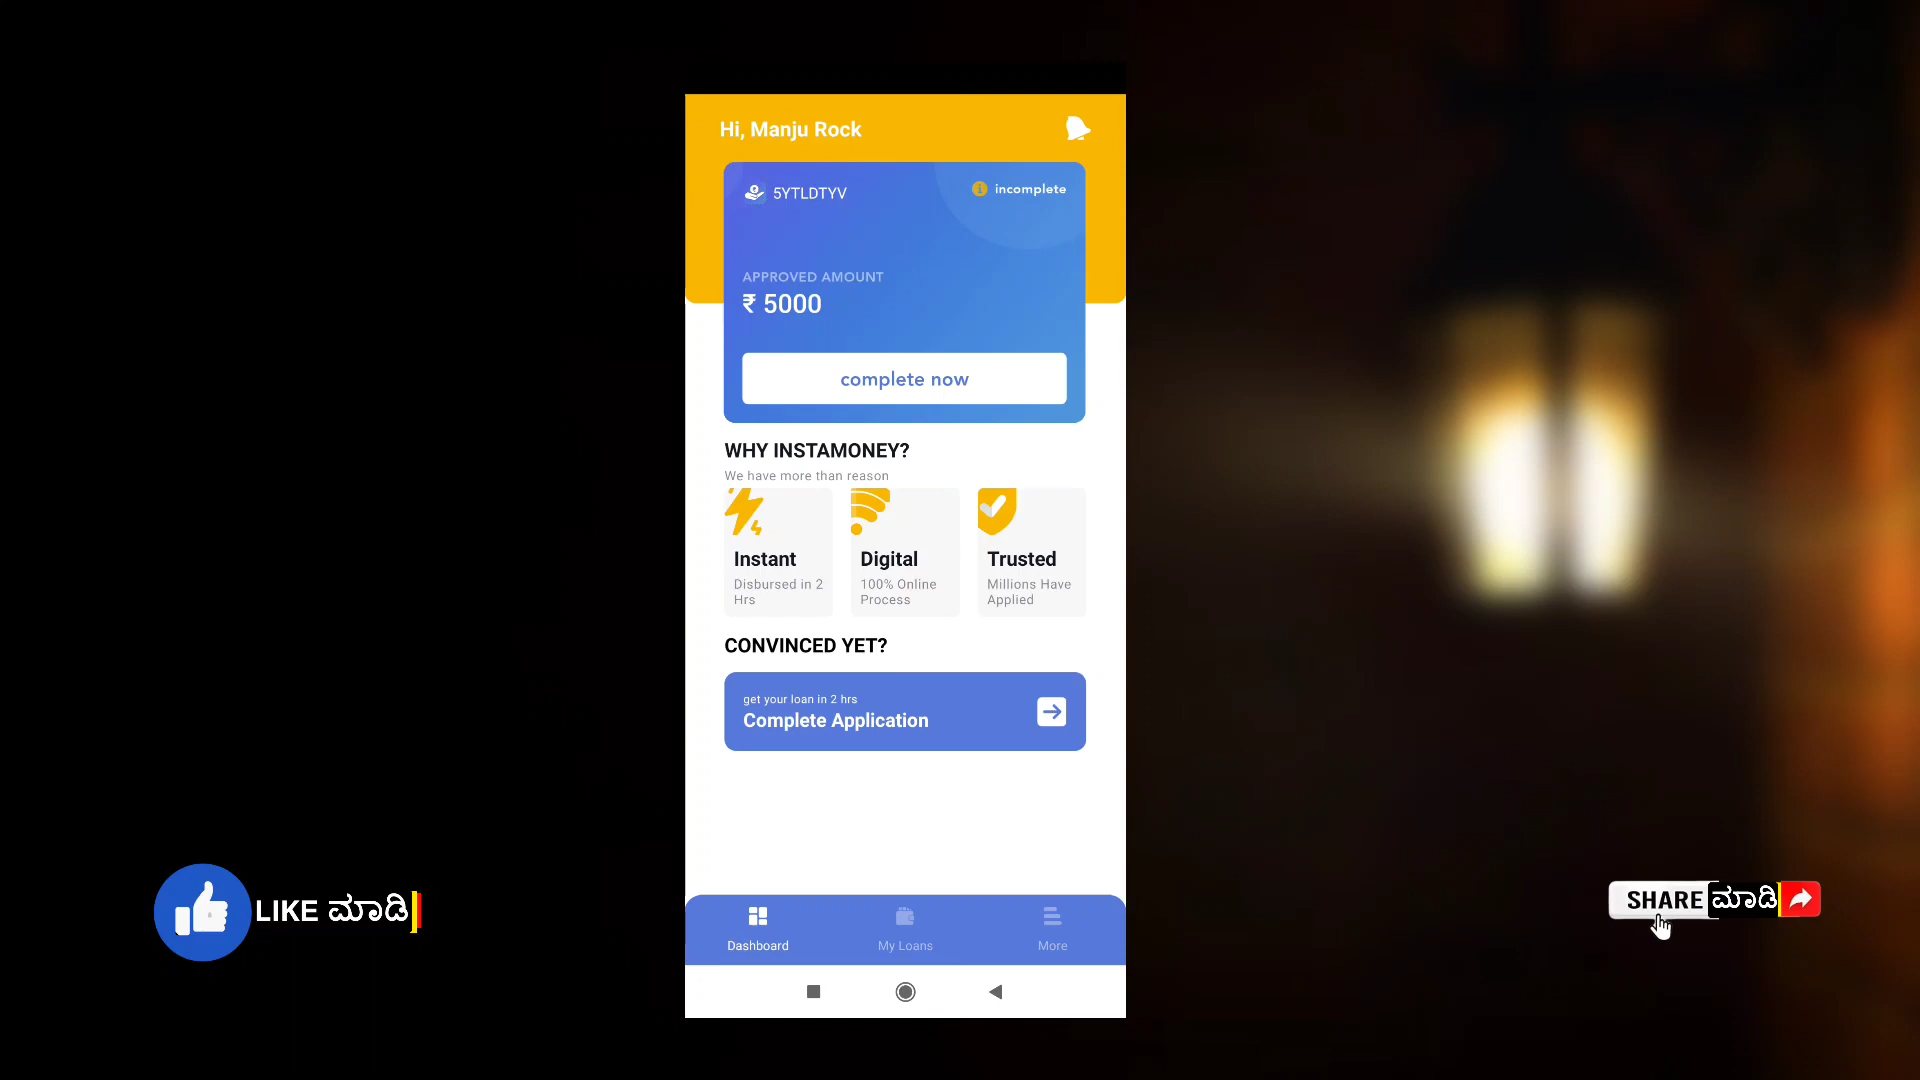 Hi, Manju Rock
5YTLDTYV
incomplete
APPROVED AMOUNT
₹ 5000
complete now
WHY INSTAMONEY?
We have more than reason
Instant
Disbursed in 2
Hrs
Digital
100% Online
Process
Trusted
Millions Have
Applied
CONVINCED YET?
get your loan in 2 hrs
Complete Application
Dashboard
My Loans
More
LIKE ಮಾಡಿ
SHARE ಮಾಡಿ